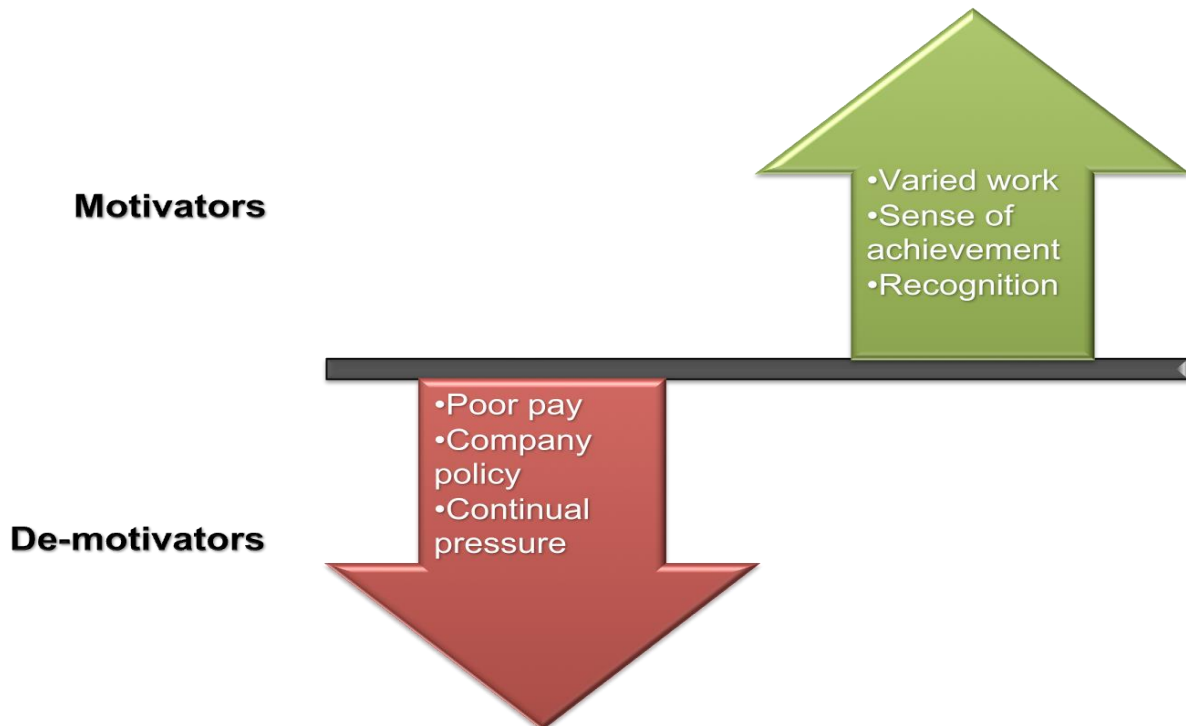 Motivators
•Varied work
•Sense of
achievement
•Recognition
•Poor pay
•Company
policy
•Continual
pressure
De-motivators